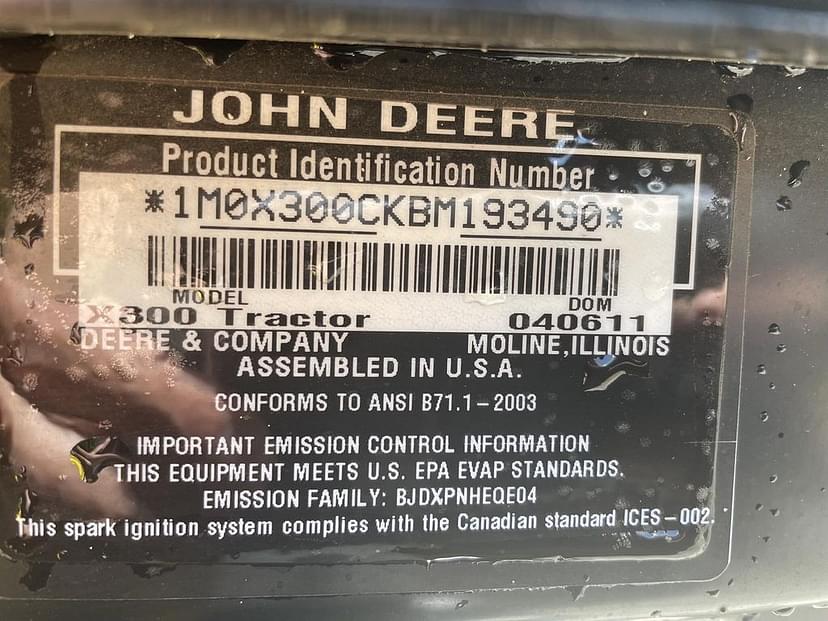 JOHN DEERE
Product Identification Number
*1M0X300CKBM193490*
MODEL DOM
X300 Tractor 040611
DEERE & COMPANY MOLINE, ILLINOIS
ASSEMBLED IN U.S.A.
CONFORMS TO ANSI B71.1-2003
IMPORTANT EMISSION CONTROL INFORMATION
THIS EQUIPMENT MEETS U.S. EPA EVAP STANDARDS.
EMISSION FAMILY: BJDXPNHEQE04
This spark ignition system complies with the Canadian standard ICES-002.